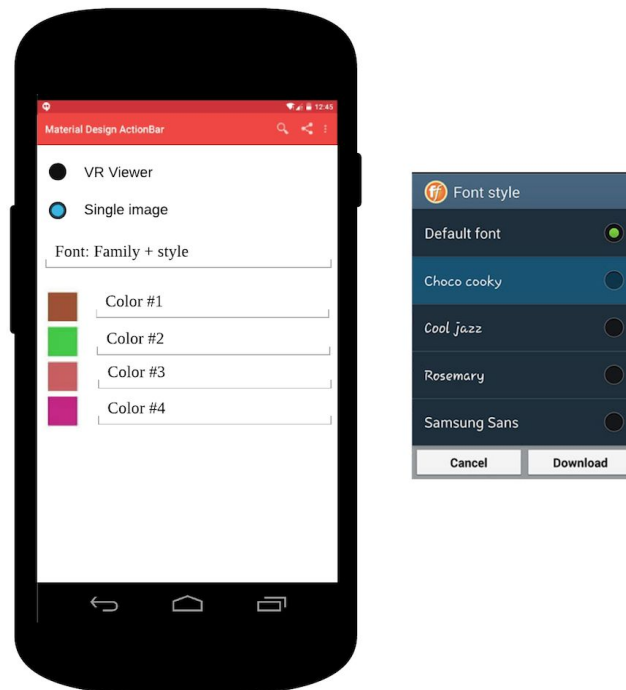 12:45
Material Design ActionBar
VR Viewer
Single image
Font: Family + style
Color #1
Color #2
Color #3
Color #4
ff Font style
Default font
Choco cooky
Cool jazz
Rosemary
Samsung Sans
Cancel Download